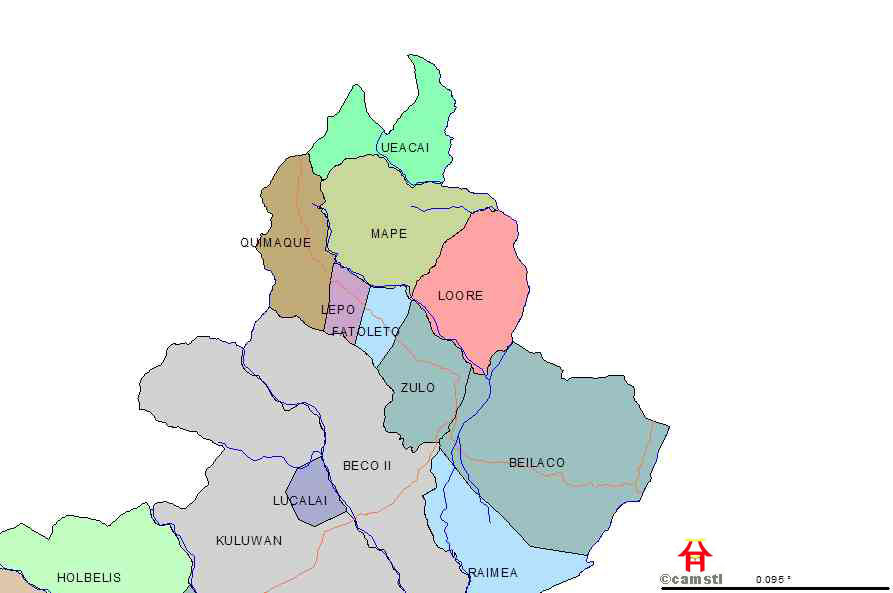 UEACAI
MAPE
QUIMAQUE
LOORE
LEPO
FATOLETO
ZULO
BECO II
BEILACO
LUCALAI
KULUWAN
RAIMEA
HOLBELIS
©camstl
0.095 °